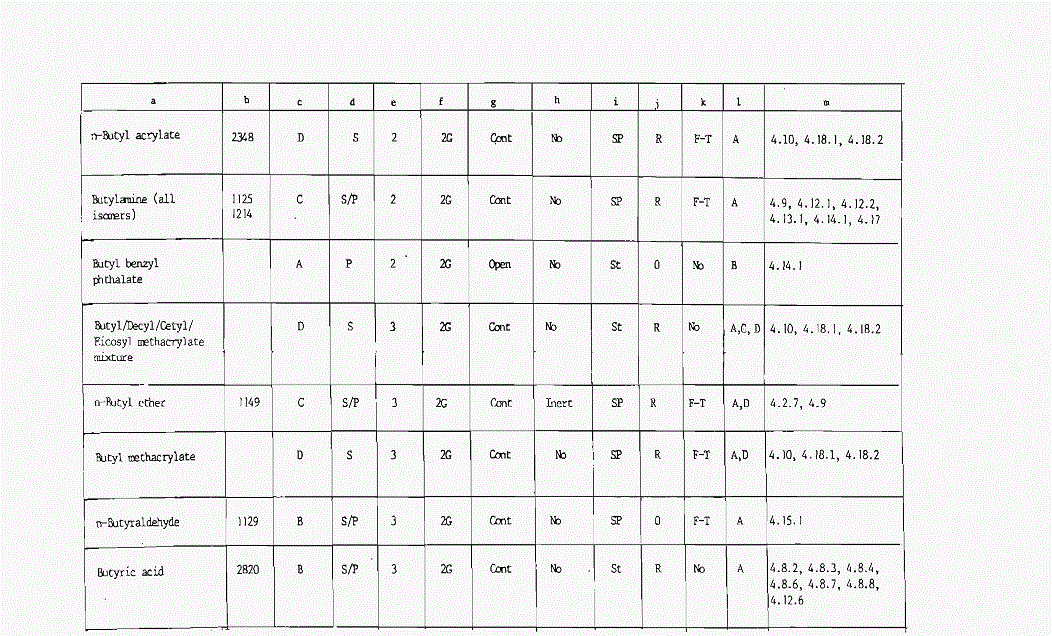 a b c d e f g h i j k l m
n-Butyl acrylate 2348 D S 2 2G Cont No SP R F-T A 4.10, 4.18.1, 4.18.2
Butylamine (all 1125 C S/P 2 2G Cont No SP R F-T A 4.9, 4.12.1, 4.12.2,
isomers) 1214 4.13.1, 4.14.1, 4.17
Butyl benzyl A P 2 2G Open No St O No B 4.14.1
phthalate
Butyl/Decyl/Cetyl/ D S 3 2G Cont No St R No A,C,D 4.10, 4.18.1, 4.18.2
Eicosyl methacrylate
mixture
n-Butyl ether 1149 C S/P 3 2G Cont Inert SP R F-T A,D 4.2.7, 4.9
Butyl methacrylate D S 3 2G Cont No SP R F-T A,D 4.10, 4.18.1, 4.18.2
n-Butyraldehyde 1129 B S/P 3 2G Cont No SP O F-T A 4.15.1
Butyric acid 2820 B S/P 3 2G Cont No St R No A 4.8.2, 4.8.3, 4.8.4,
4.8.6, 4.8.7, 4.8.8,
4.12.6